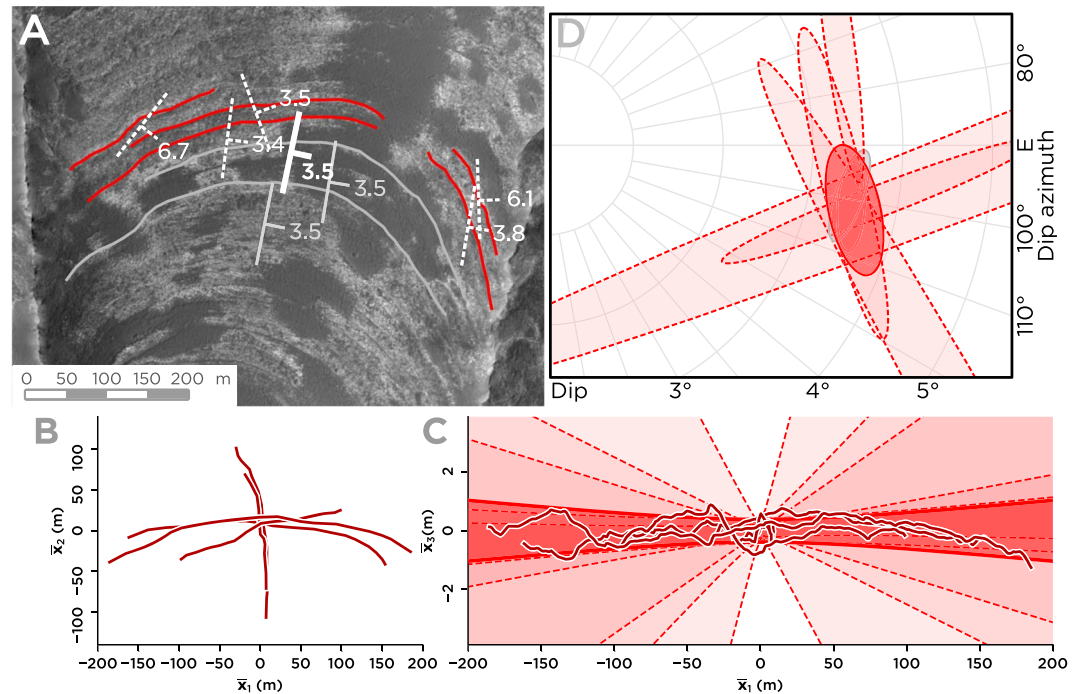 A
3.5
6.7
3.4
3.5
3.5
3.5
6.1
3.8
0 50 100 150 200 m
D
80°
E
100°
110°
Dip azimuth
Dip 3° 4° 5°
B
100
50
0
−50
−100
x̅₂ (m)
−200 −150 −100 −50 0 50 100 150 200
x̅₁ (m)
C
2
0
−2
x̅₃ (m)
−200 −150 −100 −50 0 50 100 150 200
x̅₁ (m)